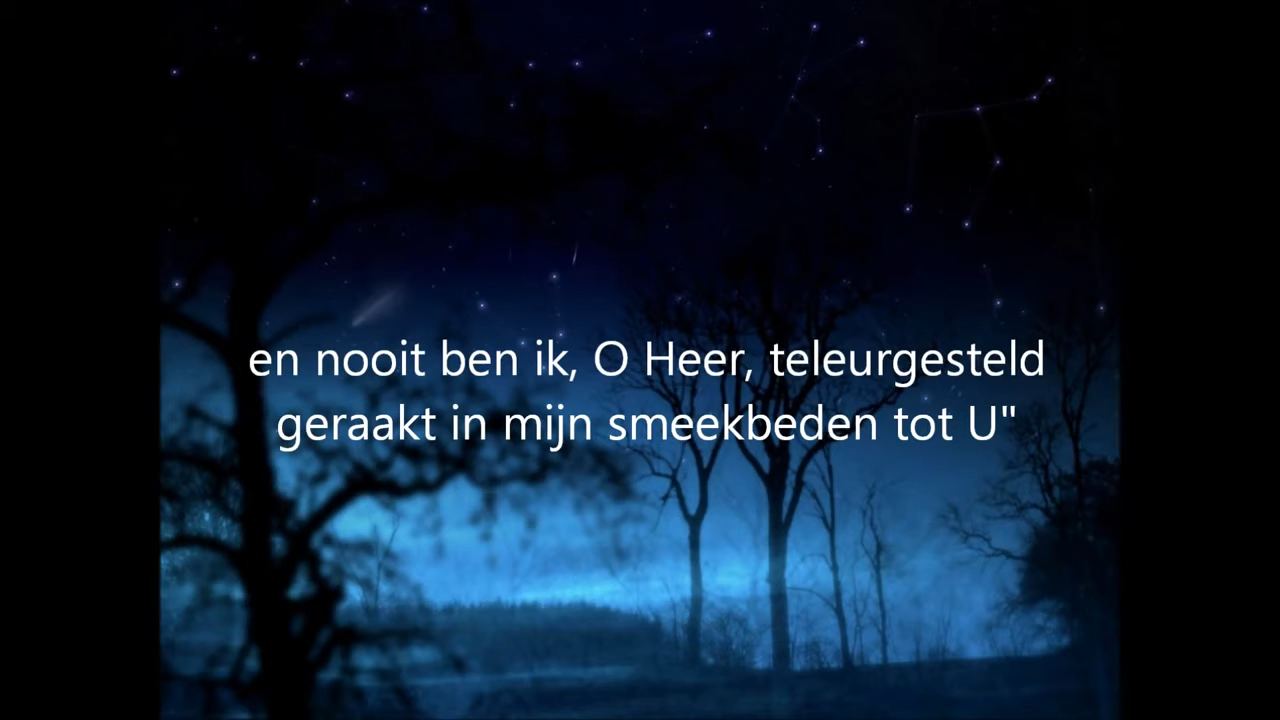 en nooit ben ik, O Heer, teleurgesteld
geraakt in mijn smeekbeden tot U"